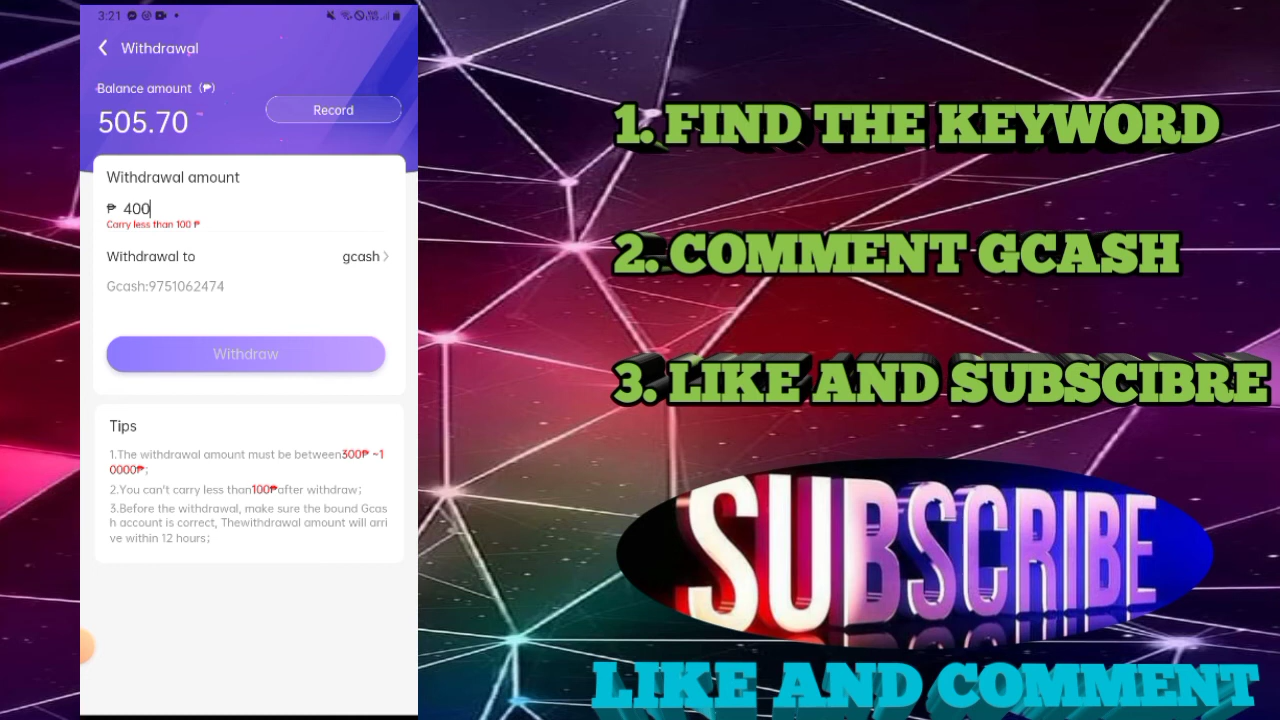 3:21
Withdrawal
Balance amount (₱)
505.70
Record
Withdrawal amount
₱ 400
Carry less than 100 ₱
Withdrawal to
gcash
Gcash:9751062474
Withdraw
Tips
1.The withdrawal amount must be between300₱ ~1
0000₱;
2.You can't carry less than100₱after withdraw;
3.Before the withdrawal, make sure the bound Gcas
h account is correct, Thewithdrawal amount will arri
ve within 12 hours;
1. FIND THE KEYWORD
2. COMMENT GCASH
3. LIKE AND SUBSCIBRE
SUBSCRIBE
LIKE AND COMMENT